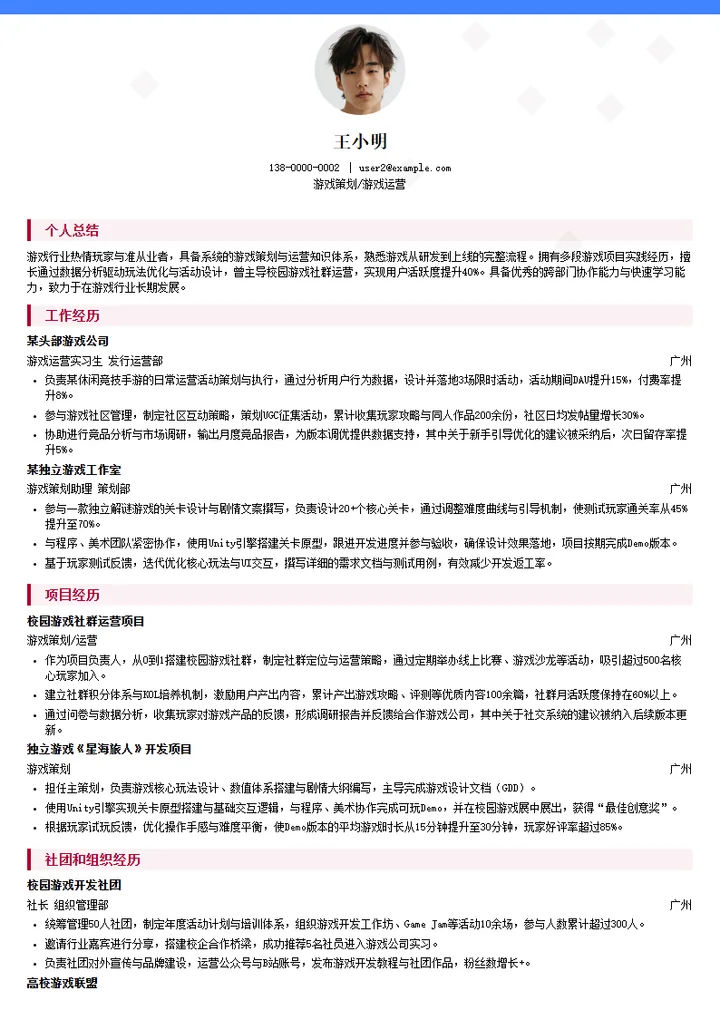 王小明
138-0000-0002 | user2@example.com
游戏策划/游戏运营
个人总结
游戏行业热情玩家与准从业者，具备系统的游戏策划与运营知识体系，熟悉游戏从研发到上线的完整流程。拥有多段游戏项目实践经历，擅
长通过数据分析驱动玩法优化与活动设计，曾主导校园游戏社群运营，实现用户活跃度提升40%。具备优秀的跨部门协作能力与快速学习能
力，致力于在游戏行业长期发展。
工作经历
某头部游戏公司
游戏运营实习生 发行运营部 广州
• 负责某休闲竞技手游的日常运营活动策划与执行，通过分析用户行为数据，设计并落地3场限时活动，活动期间DAU提升15%，付费率提
升8%。
• 参与游戏社区管理，制定社区互动策略，策划UGC征集活动，累计收集玩家攻略与同人作品200余份，社区日均发帖量增长30%。
• 协助进行竞品分析与市场调研，输出月度竞品报告，为版本调优提供数据支持，其中关于新手引导优化的建议被采纳后，次日留存率提
升5%。
某独立游戏工作室
游戏策划助理 策划部 广州
• 参与一款独立解谜游戏的关卡设计与剧情文案撰写，负责设计20+个核心关卡，通过调整难度曲线与引导机制，使测试玩家通关率从45%
提升至70%。
• 与程序、美术团队紧密协作，使用Unity引擎搭建关卡原型，跟进开发进度并参与验收，确保设计效果落地，项目按期完成Demo版本。
• 基于玩家测试反馈，迭代优化核心玩法与UI交互，撰写详细的需求文档与测试用例，有效减少开发返工率。
项目经历
校园游戏社群运营项目
游戏策划/运营 广州
• 作为项目负责人，从0到1搭建校园游戏社群，制定社群定位与运营策略，通过定期举办线上比赛、游戏沙龙等活动，吸引超过500名核
心玩家加入。
• 建立社群积分体系与KOL培养机制，激励用户产出内容，累计产出游戏攻略、评测等优质内容100余篇，社群月活跃度保持在60%以上。
• 通过问卷与数据分析，收集玩家对游戏产品的反馈，形成调研报告并反馈给合作游戏公司，其中关于社交系统的建议被纳入后续版本更
新。
独立游戏《星海旅人》开发项目
游戏策划 广州
• 担任主策划，负责游戏核心玩法设计、数值体系搭建与剧情大纲编写，主导完成游戏设计文档（GDD）。
• 使用Unity引擎实现关卡原型搭建与基础交互逻辑，与程序、美术协作完成可玩Demo，并在校园游戏展中展出，获得“最佳创意奖”。
• 根据玩家试玩反馈，优化操作手感与难度平衡，使Demo版本的平均游戏时长从15分钟提升至30分钟，玩家好评率超过85%。
社团和组织经历
校园游戏开发社团
社长 组织管理部 广州
• 统筹管理50人社团，制定年度活动计划与培训体系，组织游戏开发工作坊、Game Jam等活动10余场，参与人数累计超过300人。
• 邀请行业嘉宾进行分享，搭建校企合作桥梁，成功推荐5名社员进入游戏公司实习。
• 负责社团对外宣传与品牌建设，运营公众号与B站账号，发布游戏开发教程与社团作品，粉丝数增长+。
高校游戏联盟